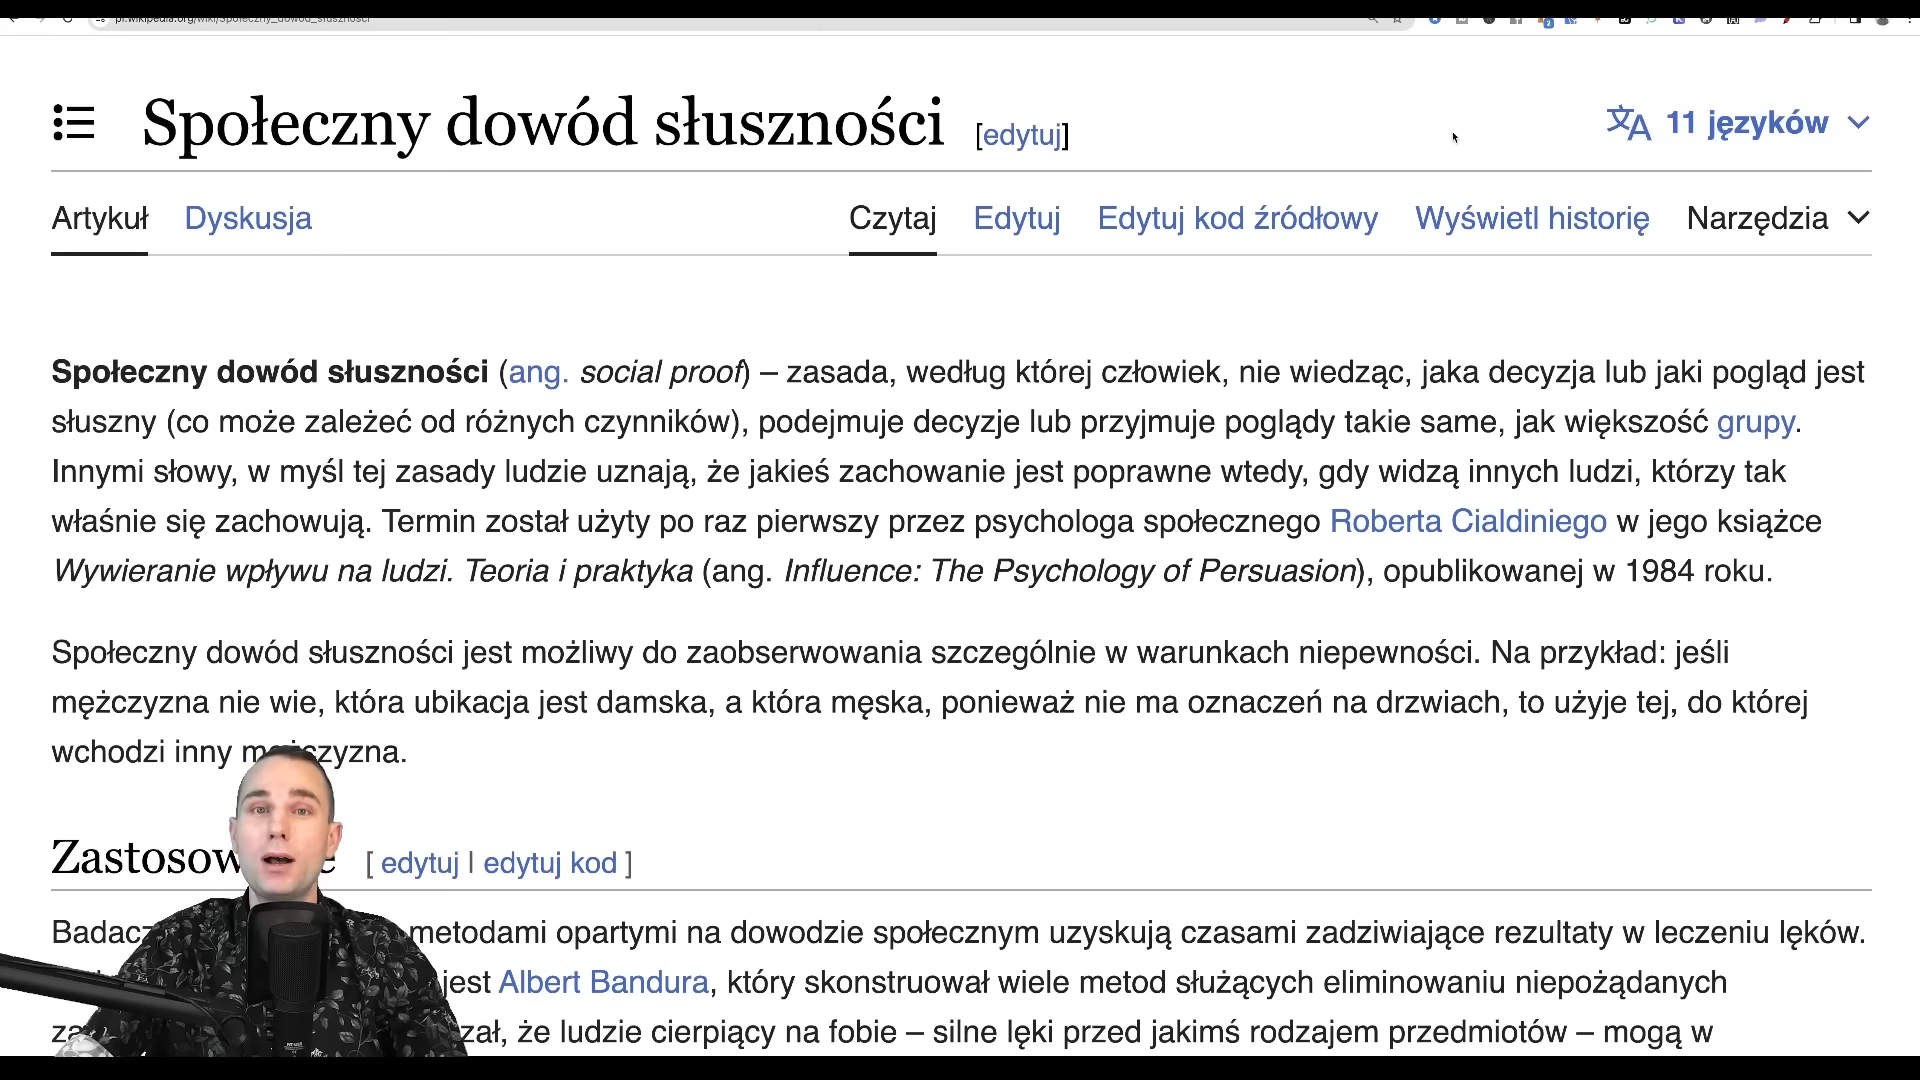 pl.wikipedia.org/wiki/Społeczny_dowód_słuszności
Społeczny dowód słuszności [edytuj]
11 języków
Artykuł Dyskusja Czytaj Edytuj Edytuj kod źródłowy Wyświetl historię Narzędzia
Społeczny dowód słuszności (ang. social proof) – zasada, według której człowiek, nie wiedząc, jaka decyzja lub jaki pogląd jest
słuszny (co może zależeć od różnych czynników), podejmuje decyzje lub przyjmuje poglądy takie same, jak większość grupy.
Innymi słowy, w myśl tej zasady ludzie uznają, że jakieś zachowanie jest poprawne wtedy, gdy widzą innych ludzi, którzy tak
właśnie się zachowują. Termin został użyty po raz pierwszy przez psychologa społecznego Roberta Cialdiniego w jego książce
Wywieranie wpływu na ludzi. Teoria i praktyka (ang. Influence: The Psychology of Persuasion), opublikowanej w 1984 roku.
Społeczny dowód słuszności jest możliwy do zaobserwowania szczególnie w warunkach niepewności. Na przykład: jeśli
mężczyzna nie wie, która ubikacja jest damska, a która męska, ponieważ nie ma oznaczeń na drzwiach, to użyje tej, do której
wchodzi inny mężczyzna.
[ edytuj | edytuj kod ]
metodami opartymi na dowodzie społecznym uzyskują czasami zadziwiające rezultaty w leczeniu lęków.
jest Albert Bandura, który skonstruował wiele metod służących eliminowaniu niepożądanych
że ludzie cierpiący na fobie – silne lęki przed jakimś rodzajem przedmiotów – mogą w